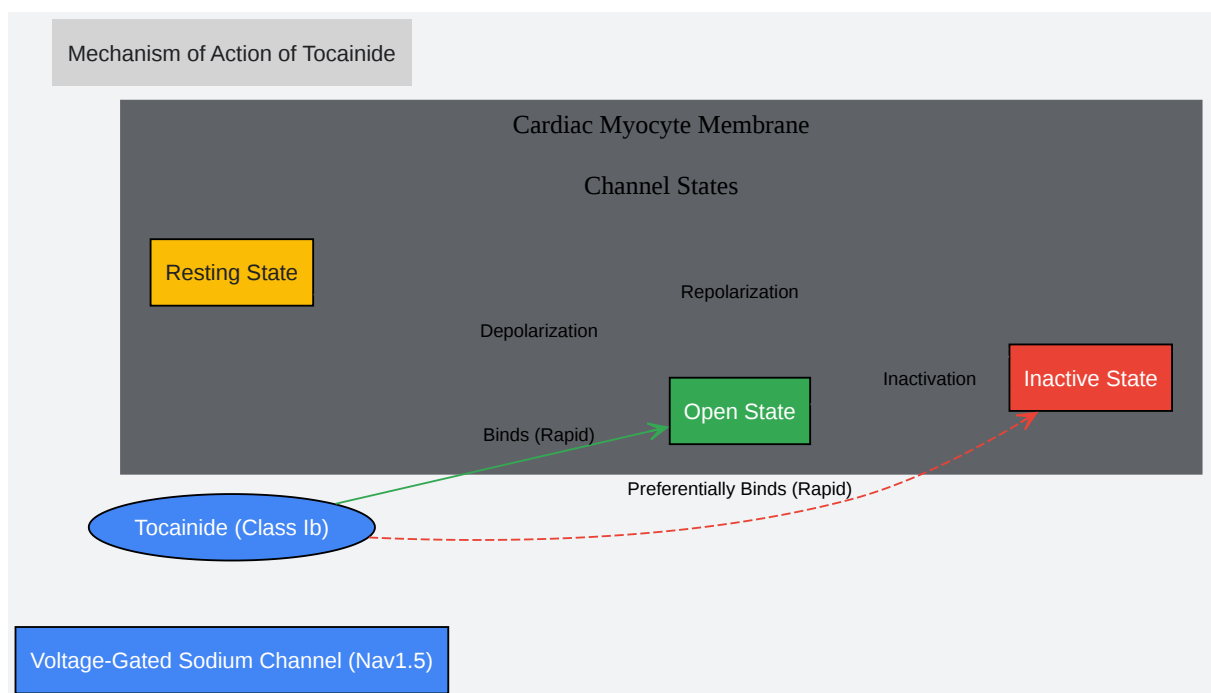 Mechanism of Action of Tocainide
Cardiac Myocyte Membrane
Channel States
Resting State
Repolarization
Depolarization
Inactivation
Inactive State
Open State
Binds (Rapid)
Preferentially Binds (Rapid)
Tocainide (Class Ib)
Voltage-Gated Sodium Channel (Nav1.5)